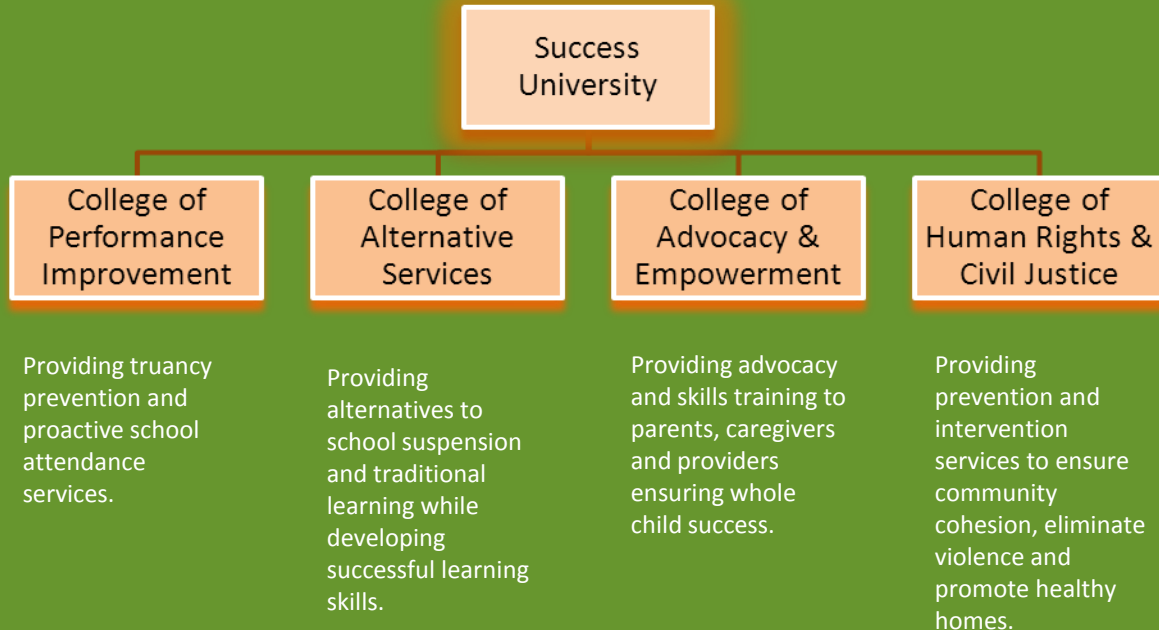 Success
University
College of
Performance
Improvement
College of
Alternative
Services
College of
Advocacy &
Empowerment
College of
Human Rights &
Civil Justice
Providing truancy
prevention and
proactive school
attendance
services.
Providing
alternatives to
school suspension
and traditional
learning while
developing
successful learning
skills.
Providing advocacy
and skills training to
parents, caregivers
and providers
ensuring whole
child success.
Providing
prevention and
intervention
services to ensure
community
cohesion, eliminate
violence and
promote healthy
homes.